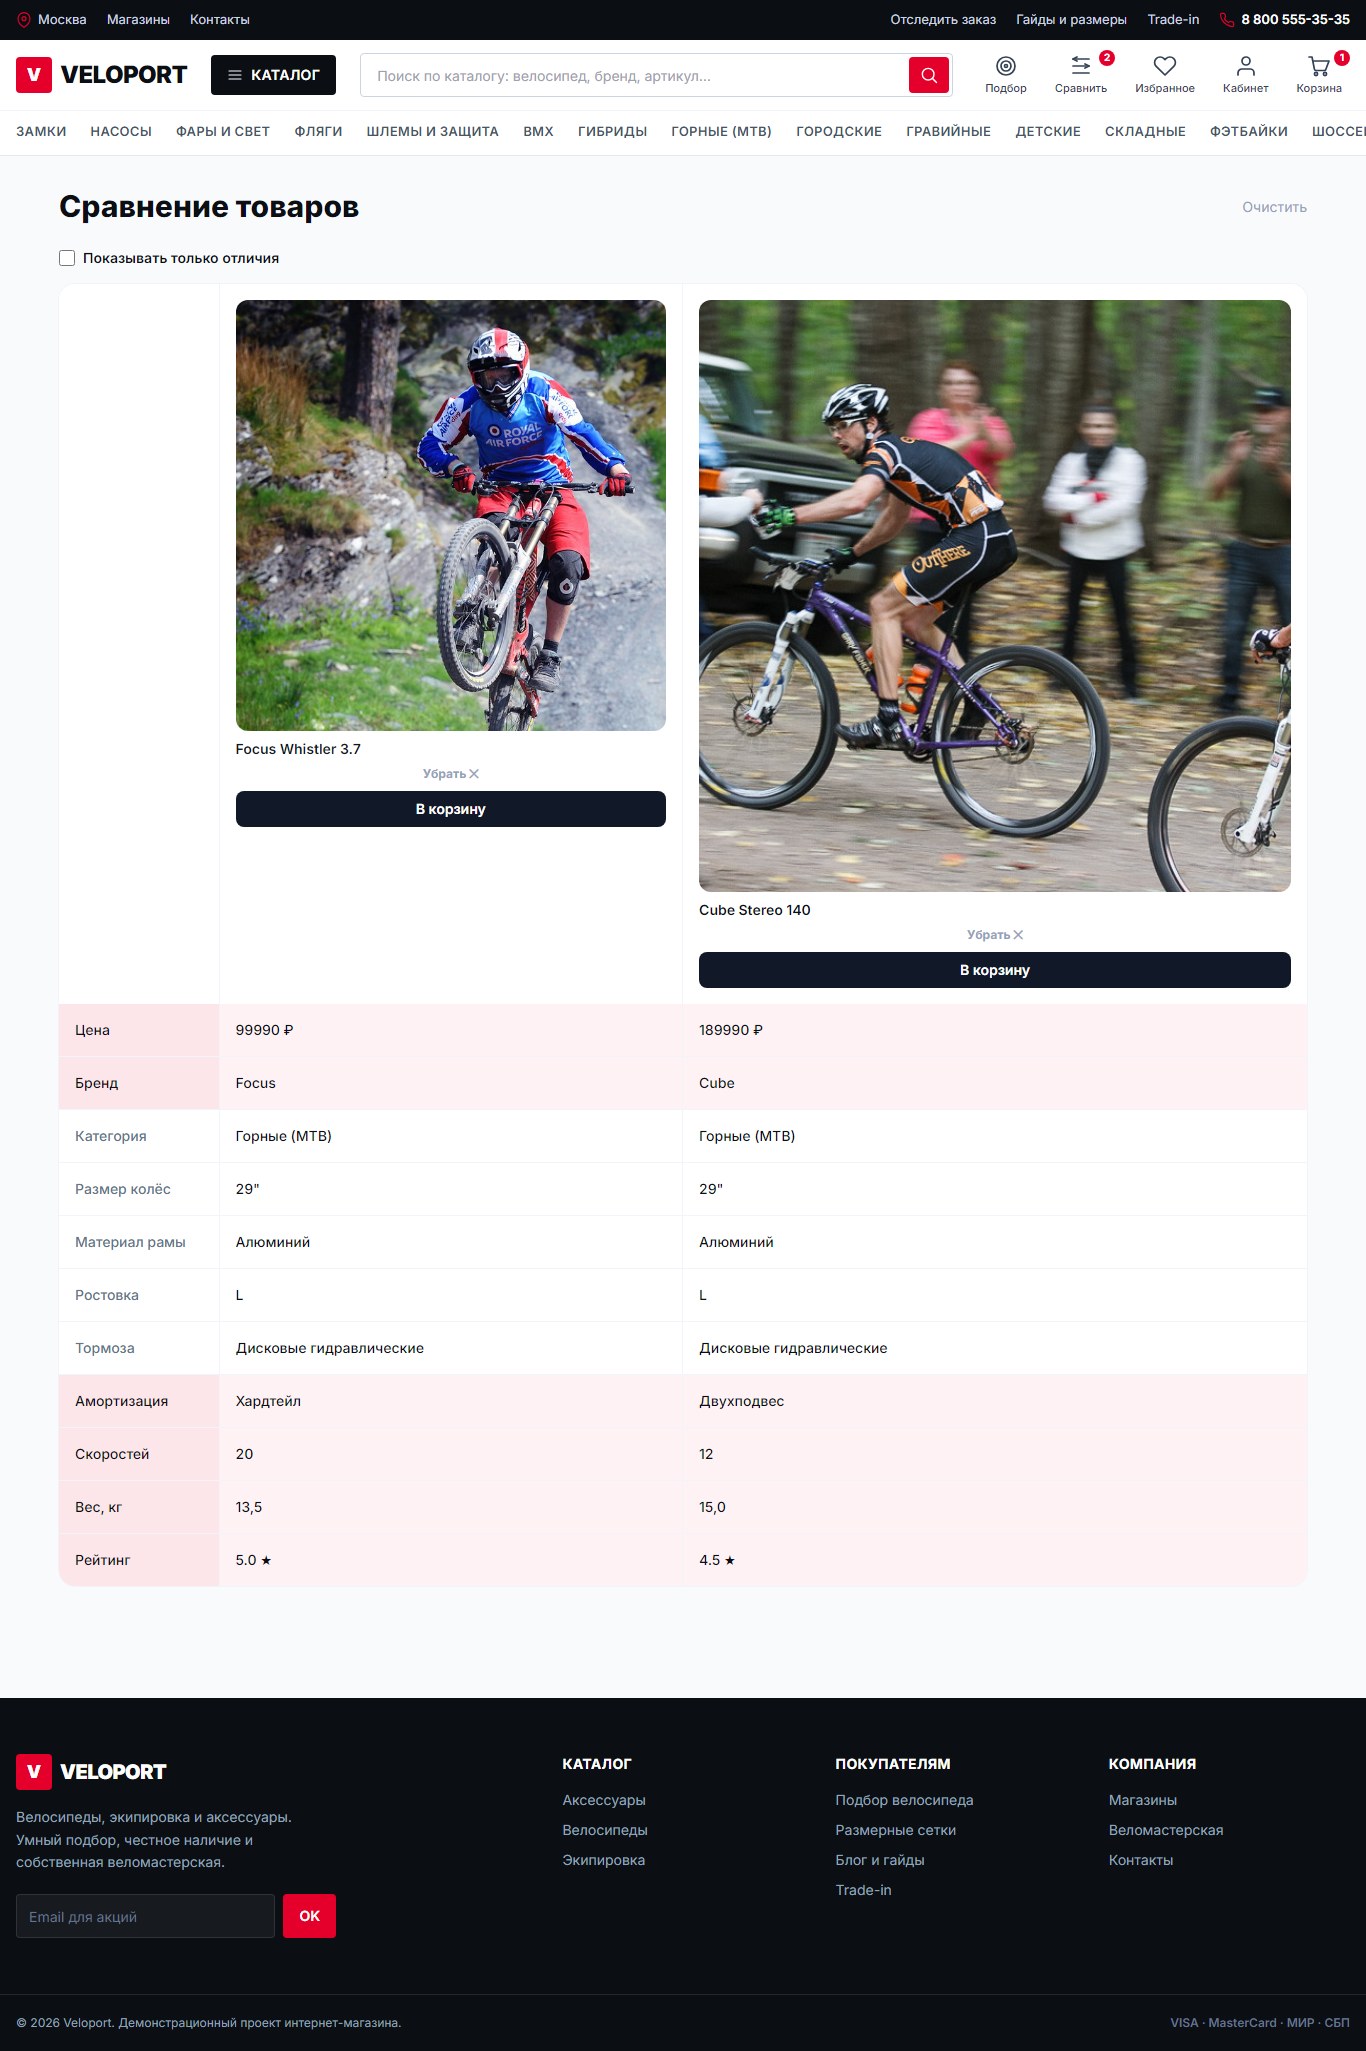 Москва Магазины Контакты Отследить заказ Гайды и размеры Trade-in 8 800 555-35-35
V VELOPORT КАТАЛОГ Поиск по каталогу: велосипед, бренд, артикул... Подбор Сравнить 2 Избранное Кабинет Корзина 1
ЗАМКИ НАСОСЫ ФАРЫ И СВЕТ ФЛЯГИ ШЛЕМЫ И ЗАЩИТА BMX ГИБРИДЫ ГОРНЫЕ (MTB) ГОРОДСКИЕ ГРАВИЙНЫЕ ДЕТСКИЕ СКЛАДНЫЕ ФЭТБАЙКИ
Сравнение товаров Очистить
Показывать только отличия
ROYAL
AIR FORCE
OUTTHERE
Focus Whistler 3.7
Убрать
В корзину
Cube Stereo 140
Убрать
В корзину
Цена 99990 ₽ 189990 ₽
Бренд Focus Cube
Категория Горные (MTB) Горные (MTB)
Размер колёс 29" 29"
Материал рамы Алюминий Алюминий
Ростовка L L
Тормоза Дисковые гидравлические Дисковые гидравлические
Амортизация Хардтейл Двухподвес
Скоростей 20 12
Вес, кг 13,5 15,0
Рейтинг 5.0 ★ 4.5 ★
V VELOPORT
Велосипеды, экипировка и аксессуары.
Умный подбор, честное наличие и
собственная веломастерская.
Email для акций OK
КАТАЛОГ
Аксессуары
Велосипеды
Экипировка
ПОКУПАТЕЛЯМ
Подбор велосипеда
Размерные сетки
Блог и гайды
Trade-in
КОМПАНИЯ
Магазины
Веломастерская
Контакты
© 2026 Veloport. Демонстрационный проект интернет-магазина. VISA · MasterCard · МИР · СБП